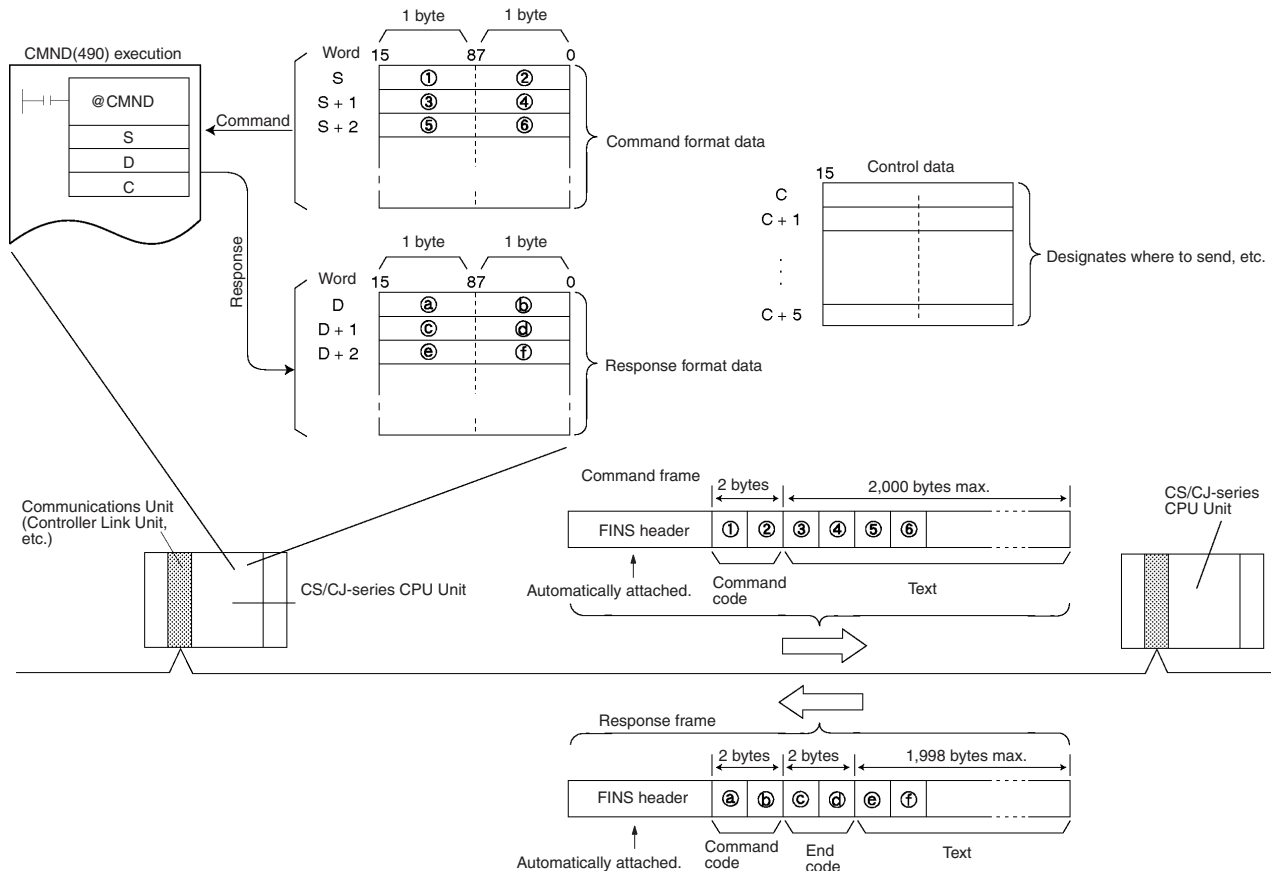 1 byte 1 byte
CMND(490) execution
Word 15 87 0
S ① ②
@CMND
S + 1 ③ ④
Command
S + 2 ⑤ ⑥
S
Command format data
D
C
Control data
15
C
C + 1
Designates where to send, etc.
C + 5
Response
1 byte 1 byte
Word
15 87 0
D ⓐ ⓑ
D + 1 ⓒ ⓓ
D + 2 ⓔ ⓕ
Response format data
Command frame
2 bytes 2,000 bytes max.
Communications Unit
(Controller Link Unit,
etc.)
CS/CJ-series
CPU Unit
FINS header ① ② ③ ④ ⑤ ⑥
CS/CJ-series CPU Unit
Automatically attached.
Command
code
Text
Response frame
2 bytes 2 bytes 1,998 bytes max.
FINS header ⓐ ⓑ ⓒ ⓓ ⓔ ⓕ
Automatically attached.
Command
code
End
code
Text